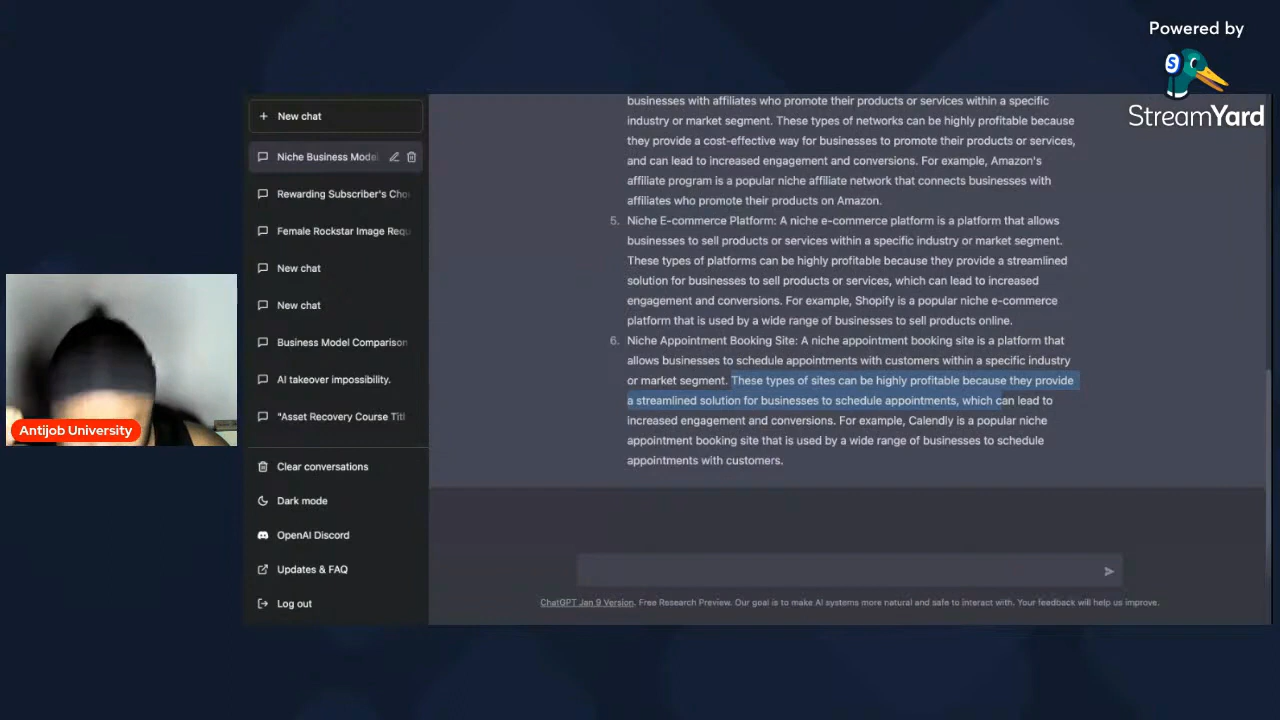 Powered by
StreamYard
New chat
Niche Business Model
Rewarding Subscriber's Cho
Female Rockstar Image Requ
New chat
New chat
Business Model Comparison
AI takeover impossibility.
"Asset Recovery Course Titl
Clear conversations
Dark mode
OpenAI Discord
Updates & FAQ
Log out
businesses with affiliates who promote their products or services within a specific
industry or market segment. These types of networks can be highly profitable because
they provide a cost-effective way for businesses to promote their products or services,
and can lead to increased engagement and conversions. For example, Amazon's
affiliate program is a popular niche affiliate network that connects businesses with
affiliates who promote their products on Amazon.
5. Niche E-commerce Platform: A niche e-commerce platform is a platform that allows
businesses to sell products or services within a specific industry or market segment.
These types of platforms can be highly profitable because they provide a streamlined
solution for businesses to sell products or services, which can lead to increased
engagement and conversions. For example, Shopify is a popular niche e-commerce
platform that is used by a wide range of businesses to sell products online.
6. Niche Appointment Booking Site: A niche appointment booking site is a platform that
allows businesses to schedule appointments with customers within a specific industry
or market segment. These types of sites can be highly profitable because they provide
a streamlined solution for businesses to schedule appointments, which can lead to
increased engagement and conversions. For example, Calendly is a popular niche
appointment booking site that is used by a wide range of businesses to schedule
appointments with customers.
ChatGPT Jan 9 Version. Free Research Preview. Our goal is to make AI systems more natural and safe to interact with. Your feedback will help us improve.
Antijob University
S